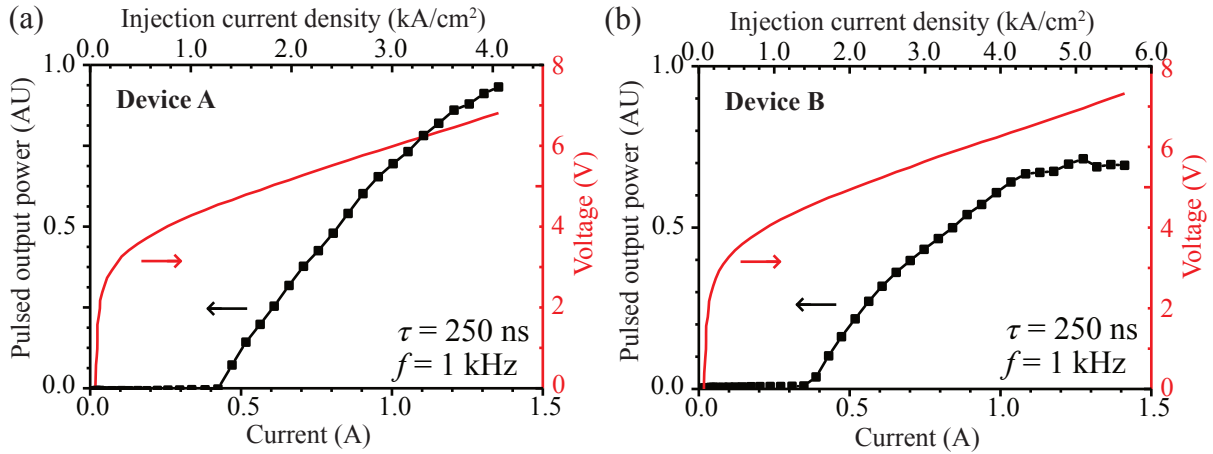 (a)
Injection current density (kA/cm²)
0.0 1.0 2.0 3.0 4.0
Pulsed output power (AU)
1.0
0.5
0.0
Device A
8
6
4
2
0
Voltage (V)
τ = 250 ns
f = 1 kHz
0.0 0.5 1.0 1.5
Current (A)
(b)
Injection current density (kA/cm²)
0.0 1.0 2.0 3.0 4.0 5.0 6.0
Pulsed output power (AU)
1.0
0.5
0.0
Device B
8
6
4
2
0
Voltage (V)
τ = 250 ns
f = 1 kHz
0.0 0.5 1.0 1.5
Current (A)